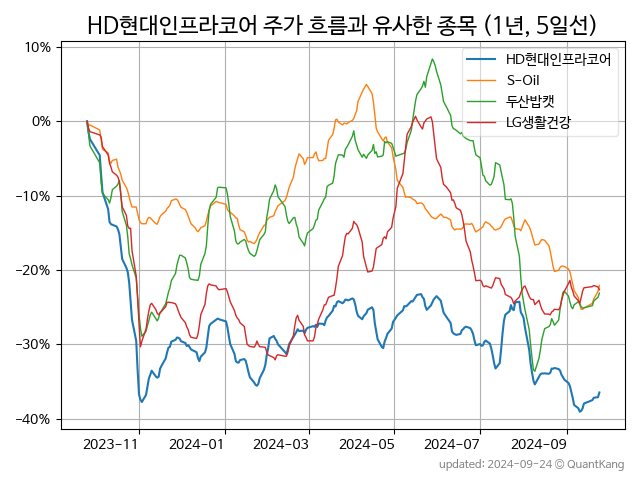 HD현대인프라코어 주가 흐름과 유사한 종목 (1년, 5일선)
HD현대인프라코어
S-Oil
두산밥캣
LG생활건강
10%
0%
-10%
-20%
-30%
-40%
2023-11
2024-01
2024-03
2024-05
2024-07
2024-09
updated: 2024-09-24 © QuantKang